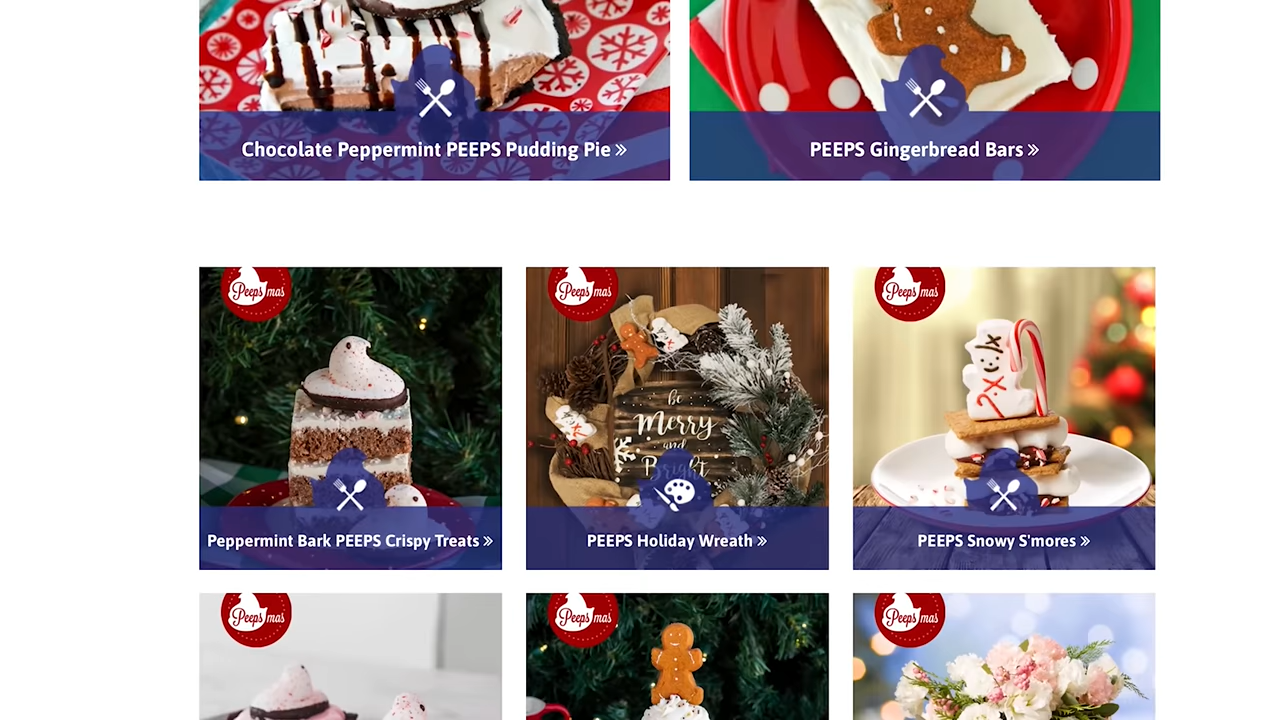 Chocolate Peppermint PEEPS Pudding Pie »
PEEPS Gingerbread Bars »
Peeps mas
Peeps mas
Peeps mas
be
Merry
and
Bright
Peppermint Bark PEEPS Crispy Treats »
PEEPS Holiday Wreath »
PEEPS Snowy S'mores »
Peeps mas
Peeps mas
Peeps mas